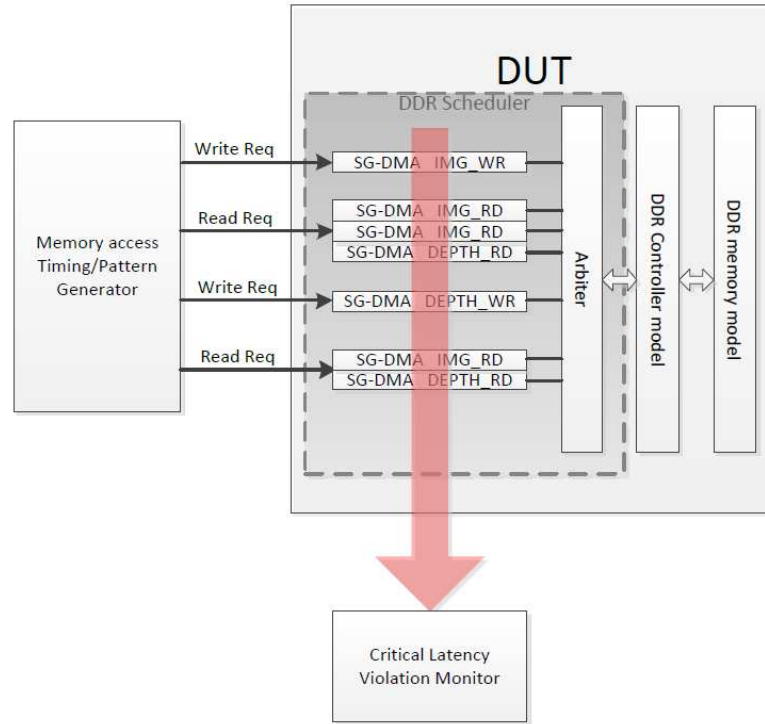 DUT
DDR Scheduler
Memory access
Timing/Pattern
Generator
Write Req
Read Req
Write Req
Read Req
SG-DMA IMG_WR
SG-DMA IMG_RD
SG-DMA IMG_RD
SG-DMA DEPTH_RD
SG-DMA DEPTH_WR
SG-DMA IMG_RD
SG-DMA DEPTH_RD
Arbiter
DDR Controller model
DDR memory model
Critical Latency
Violation Monitor